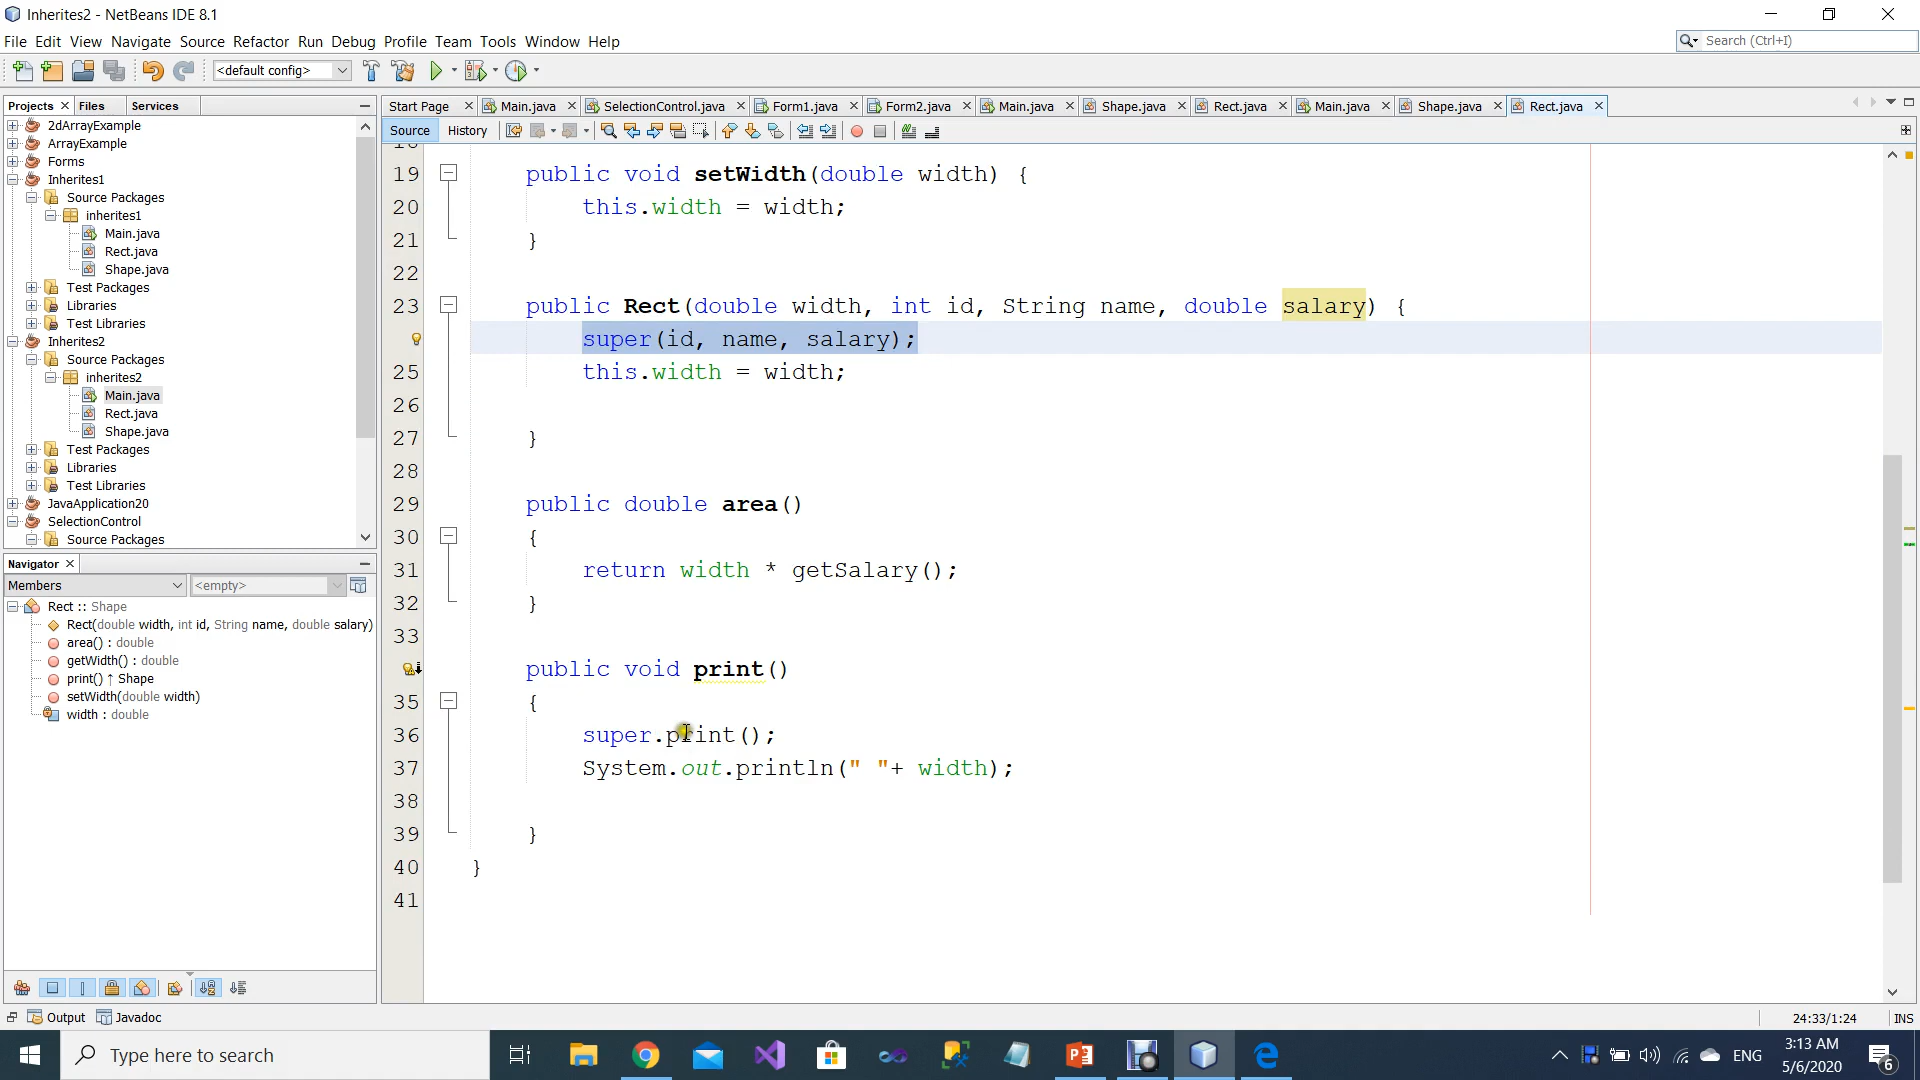 Inherites2 - NetBeans IDE 8.1
File Edit View Navigate Source Refactor Run Debug Profile Team Tools Window Help
Search (Ctrl+I)
<default config>
Projects Files Services
Start Page Main.java SelectionControl.java Form1.java Form2.java Main.java Shape.java Rect.java Main.java Shape.java Rect.java
Source History
2dArrayExample
ArrayExample
Forms
Inherites1
Source Packages
inherites1
Main.java
Rect.java
Shape.java
Test Packages
Libraries
Test Libraries
Inherites2
Source Packages
inherites2
Main.java
Rect.java
Shape.java
Test Packages
Libraries
Test Libraries
JavaApplication20
SelectionControl
Source Packages
Navigator
Members <empty>
Rect :: Shape
Rect(double width, int id, String name, double salary)
area() : double
getWidth() : double
print() ↑ Shape
setWidth(double width)
width : double
19 public void setWidth(double width) {
20 this.width = width;
21 }
22
23 public Rect(double width, int id, String name, double salary) {
super(id, name, salary);
25 this.width = width;
26
27 }
28
29 public double area()
30 {
31 return width * getSalary();
32 }
33
public void print()
35 {
36 super.print();
37 System.out.println(" "+ width);
38
39 }
40 }
41
Output Javadoc
24:33/1:24 INS
Type here to search
ENG
3:13 AM
5/6/2020
6